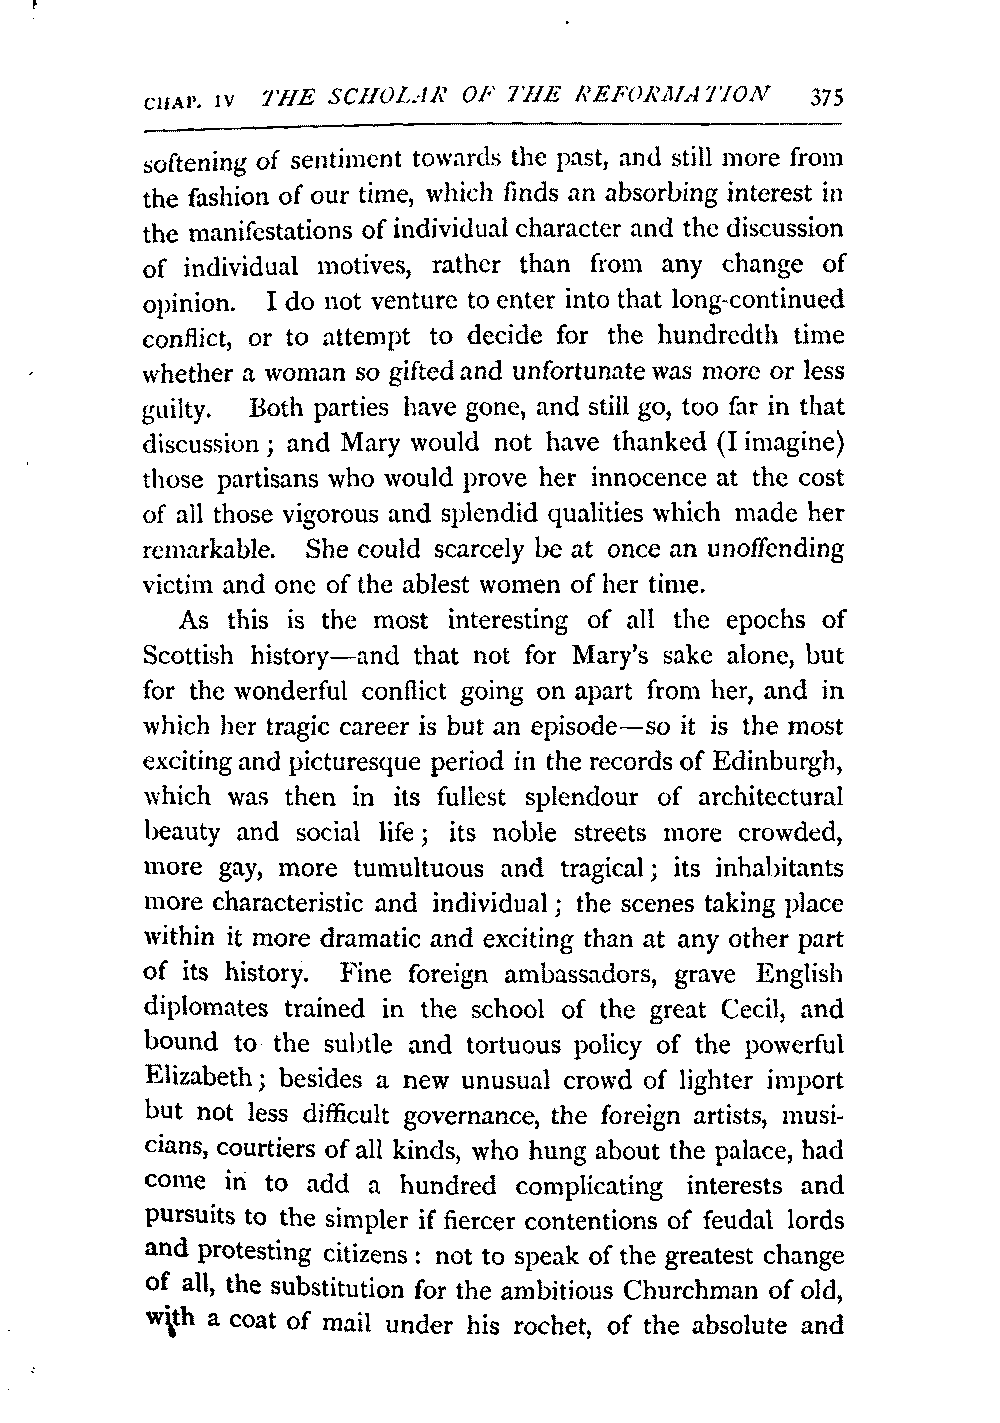 CHAP. IV THE SCHOLAR OF THE REFORMATION 375
softening of sentiment towards the past, and still more from
the fashion of our time, which finds an absorbing interest in
the manifestations of individual character and the discussion
of individual motives, rather than from any change of
opinion. I do not venture to enter into that long-continued
conflict, or to attempt to decide for the hundredth time
whether a woman so gifted and unfortunate was more or less
guilty. Both parties have gone, and still go, too far in that
discussion ; and Mary would not have thanked (I imagine)
those partisans who would prove her innocence at the cost
of all those vigorous and splendid qualities which made her
remarkable. She could scarcely be at once an unoffending
victim and one of the ablest women of her time.
As this is the most interesting of all the epochs of
Scottish history—and that not for Mary's sake alone, but
for the wonderful conflict going on apart from her, and in
which her tragic career is but an episode—so it is the most
exciting and picturesque period in the records of Edinburgh,
which was then in its fullest splendour of architectural
beauty and social life ; its noble streets more crowded,
more gay, more tumultuous and tragical ; its inhabitants
more characteristic and individual ; the scenes taking place
within it more dramatic and exciting than at any other part
of its history. Fine foreign ambassadors, grave English
diplomates trained in the school of the great Cecil, and
bound to the subtle and tortuous policy of the powerful
Elizabeth ; besides a new unusual crowd of lighter import
but not less difficult governance, the foreign artists, musi-
cians, courtiers of all kinds, who hung about the palace, had
come in to add a hundred complicating interests and
pursuits to the simpler if fiercer contentions of feudal lords
and protesting citizens : not to speak of the greatest change
of all, the substitution for the ambitious Churchman of old,
with a coat of mail under his rochet, of the absolute and